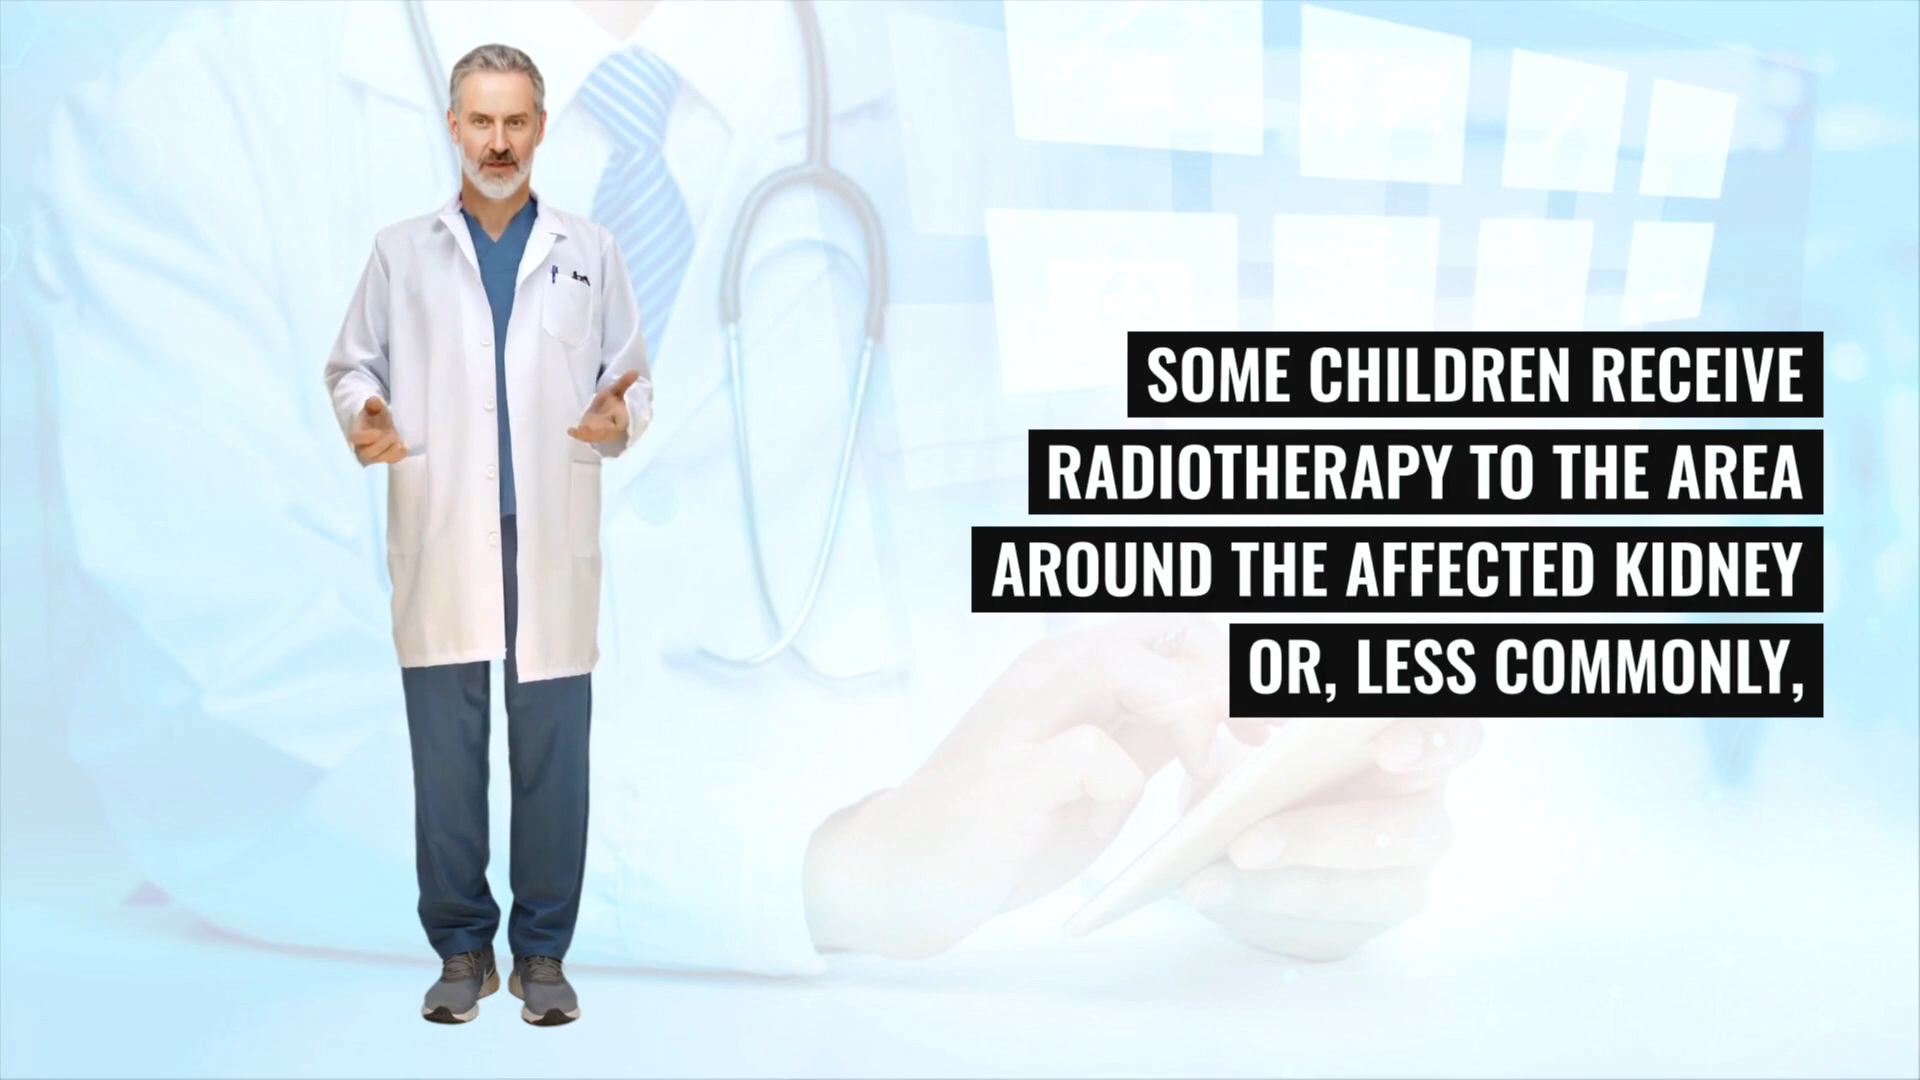 SOME CHILDREN RECEIVE
RADIOTHERAPY TO THE AREA
AROUND THE AFFECTED KIDNEY
OR, LESS COMMONLY,